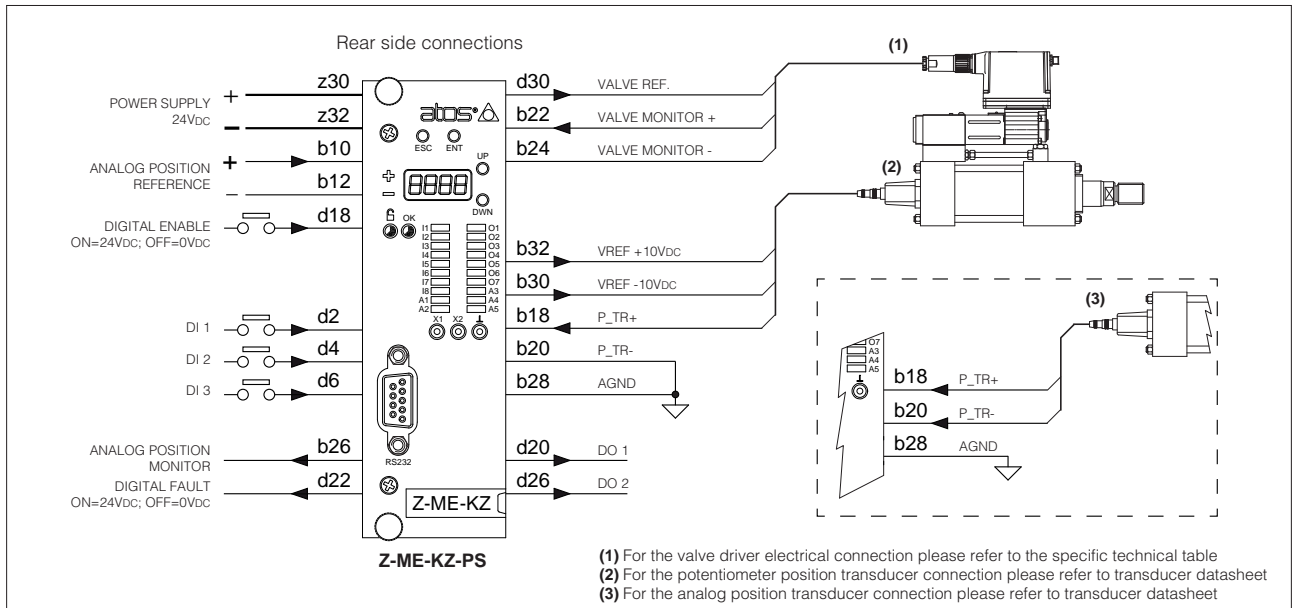 Rear side connections
(1)
z30
POWER SUPPLY
24VDC
+
z32
−
b10
ANALOG POSITION
REFERENCE
+
b12
−
d18
DIGITAL ENABLE
ON=24VDC; OFF=0VDC
DI 1
d2
DI 2
d4
DI 3
d6
ANALOG POSITION
MONITOR
b26
DIGITAL FAULT
ON=24VDC; OFF=0VDC
d22
atos®
ESC ENT
UP
DWN
OK
8888
I1 O1
I2 O2
I3 O3
I4 O4
I5 O5
I6 O6
I7 O7
I8 A3
A1 A4
A2 A5
X1 X2
RS232
Z-ME-KZ
Z-ME-KZ-PS
d30 VALVE REF.
b22 VALVE MONITOR +
b24 VALVE MONITOR -
(2)
b32 VREF +10VDC
b30 VREF -10VDC
b18 P_TR+
b20 P_TR-
b28 AGND
d20 DO 1
d26 DO 2
(3)
O7
A3
A4
A5
b18 P_TR+
b20 P_TR-
b28 AGND
(1) For the valve driver electrical connection please refer to the specific technical table
(2) For the potentiometer position transducer connection please refer to transducer datasheet
(3) For the analog position transducer connection please refer to transducer datasheet